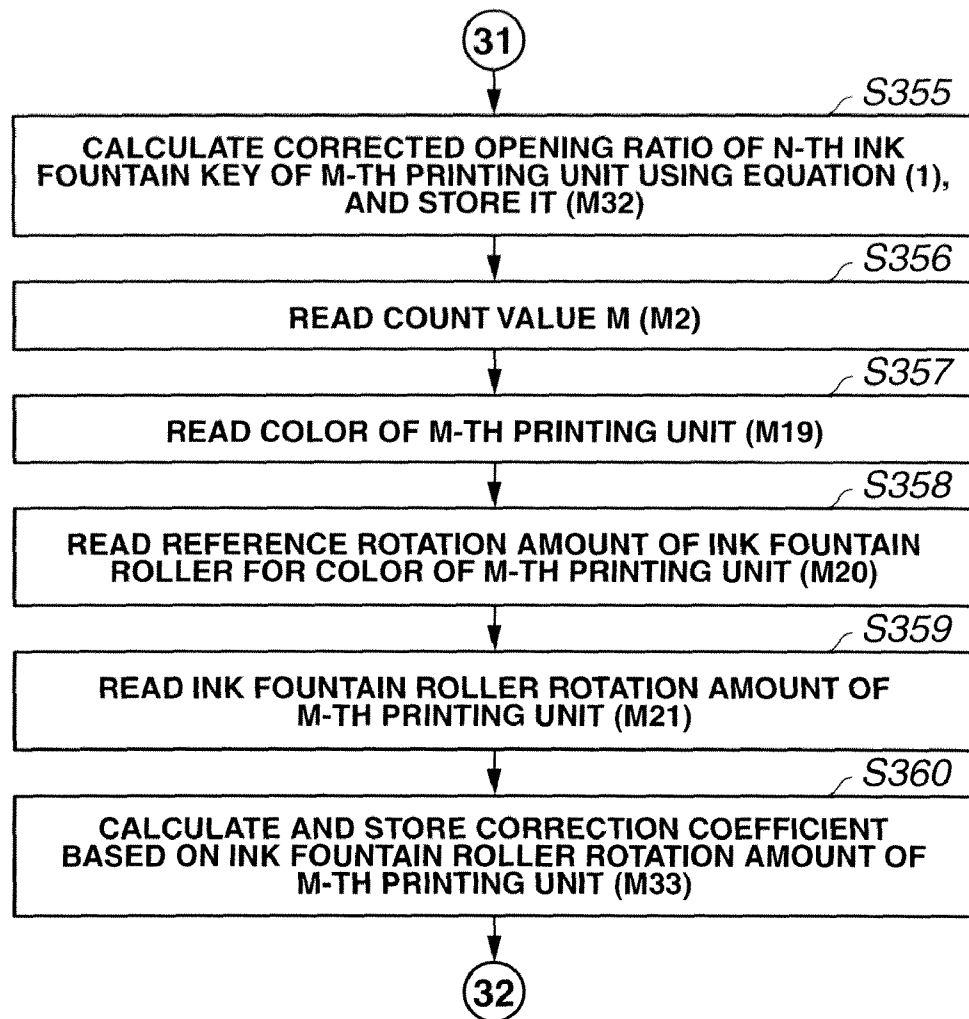 31
S355
CALCULATE CORRECTED OPENING RATIO OF N-TH INK
FOUNTAIN KEY OF M-TH PRINTING UNIT USING EQUATION (1),
AND STORE IT (M32)
S356
READ COUNT VALUE M (M2)
S357
READ COLOR OF M-TH PRINTING UNIT (M19)
S358
READ REFERENCE ROTATION AMOUNT OF INK FOUNTAIN
ROLLER FOR COLOR OF M-TH PRINTING UNIT (M20)
S359
READ INK FOUNTAIN ROLLER ROTATION AMOUNT OF
M-TH PRINTING UNIT (M21)
S360
CALCULATE AND STORE CORRECTION COEFFICIENT
BASED ON INK FOUNTAIN ROLLER ROTATION AMOUNT OF
M-TH PRINTING UNIT (M33)
32